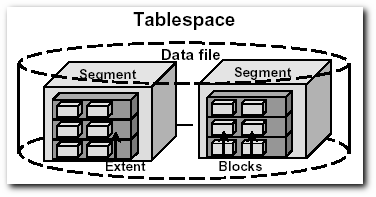 Tablespace
Data file
Segment Segment
Extent Blocks